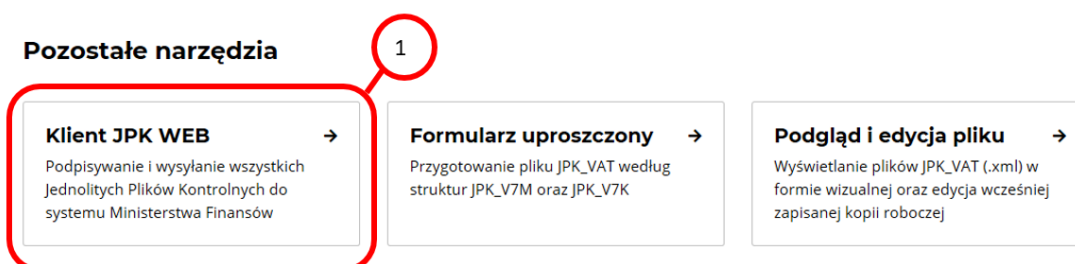 Pozostałe narzędzia
1
Klient JPK WEB →
Podpisywanie i wysyłanie wszystkich
Jednolitych Plików Kontrolnych do
systemu Ministerstwa Finansów
Formularz uproszczony →
Przygotowanie pliku JPK_VAT według
struktur JPK_V7M oraz JPK_V7K
Podgląd i edycja pliku →
Wyświetlanie plików JPK_VAT (.xml) w
formie wizualnej oraz edycja wcześniej
zapisanej kopii roboczej